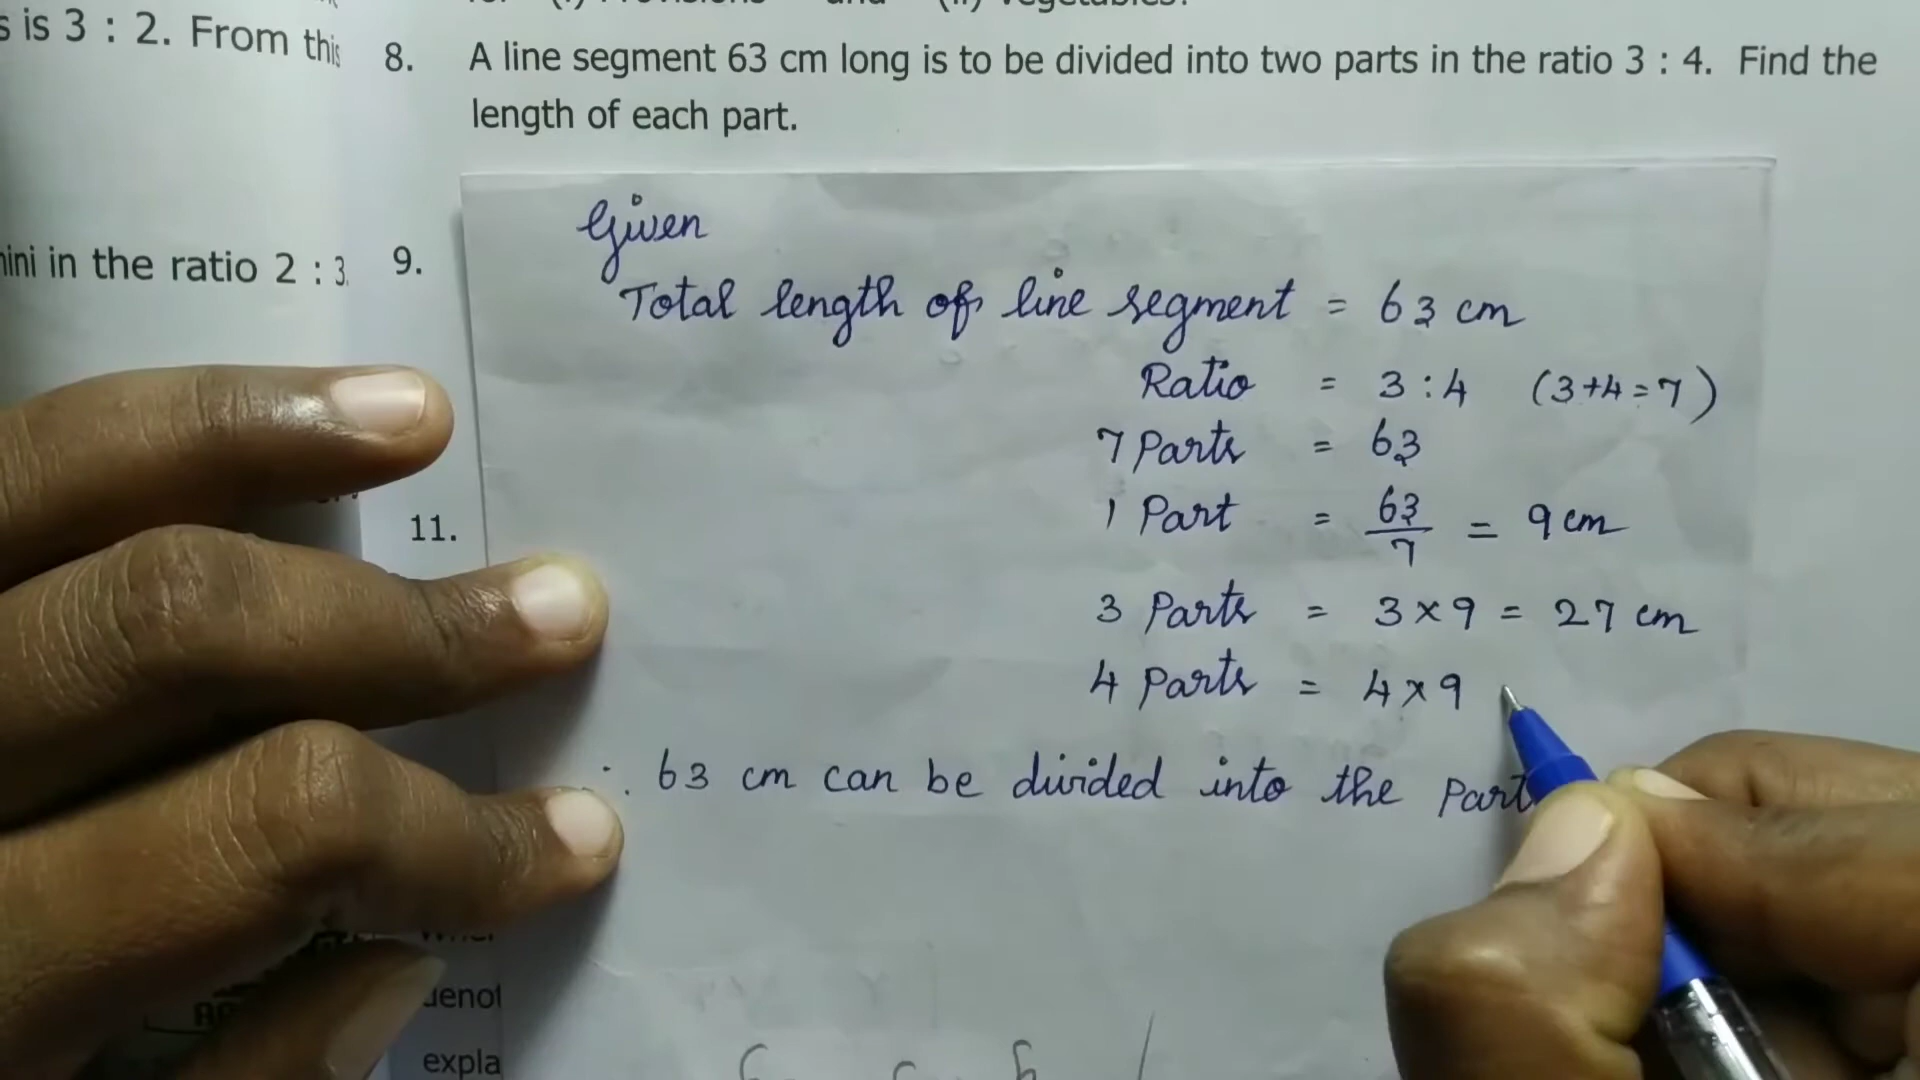 s is 3 : 2. From this
8. A line segment 63 cm long is to be divided into two parts in the ratio 3 : 4. Find the
length of each part.
Given
Total length of line segment = 63 cm
ini in the ratio 2 : 3
9.
Ratio = 3 : 4 (3+4=7)
7 Parts = 63
1 Part = 63/7 = 9 cm
11.
3 Parts = 3 × 9 = 27 cm
4 Parts = 4 × 9
∴ 63 cm can be divided into the Part
denot
expla